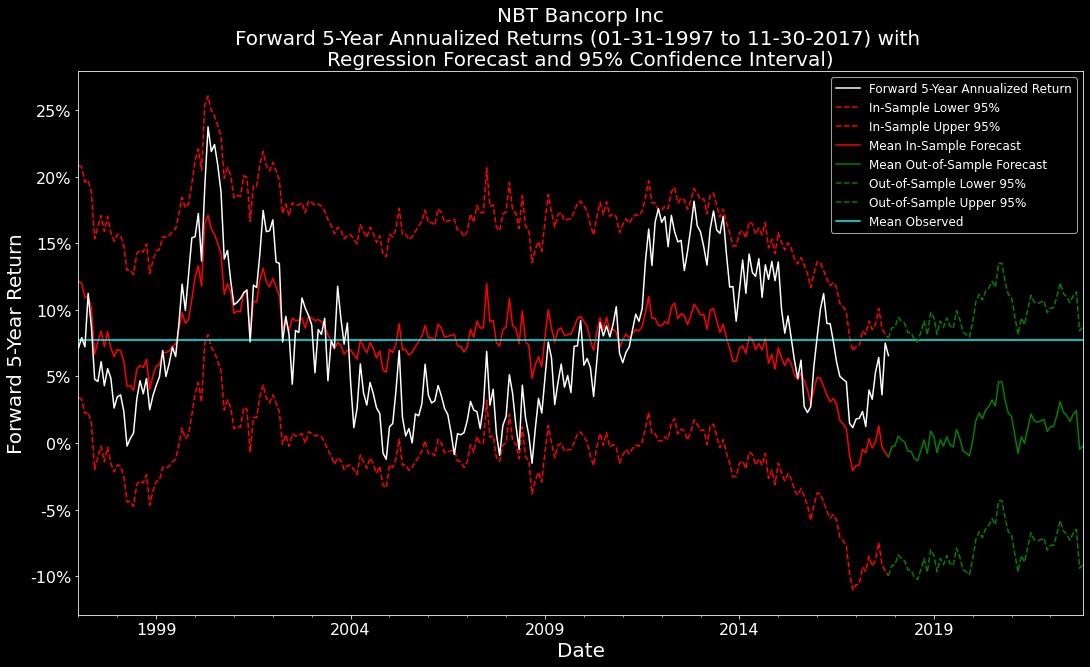 NBT Bancorp Inc
Forward 5-Year Annualized Returns (01-31-1997 to 11-30-2017) with
Regression Forecast and 95% Confidence Interval)
Forward 5-Year Annualized Return
In-Sample Lower 95%
In-Sample Upper 95%
Mean In-Sample Forecast
Mean Out-of-Sample Forecast
Out-of-Sample Lower 95%
Out-of-Sample Upper 95%
Mean Observed
Forward 5-Year Return
25%
20%
15%
10%
5%
0%
-5%
-10%
1999 2004 2009 2014 2019
Date